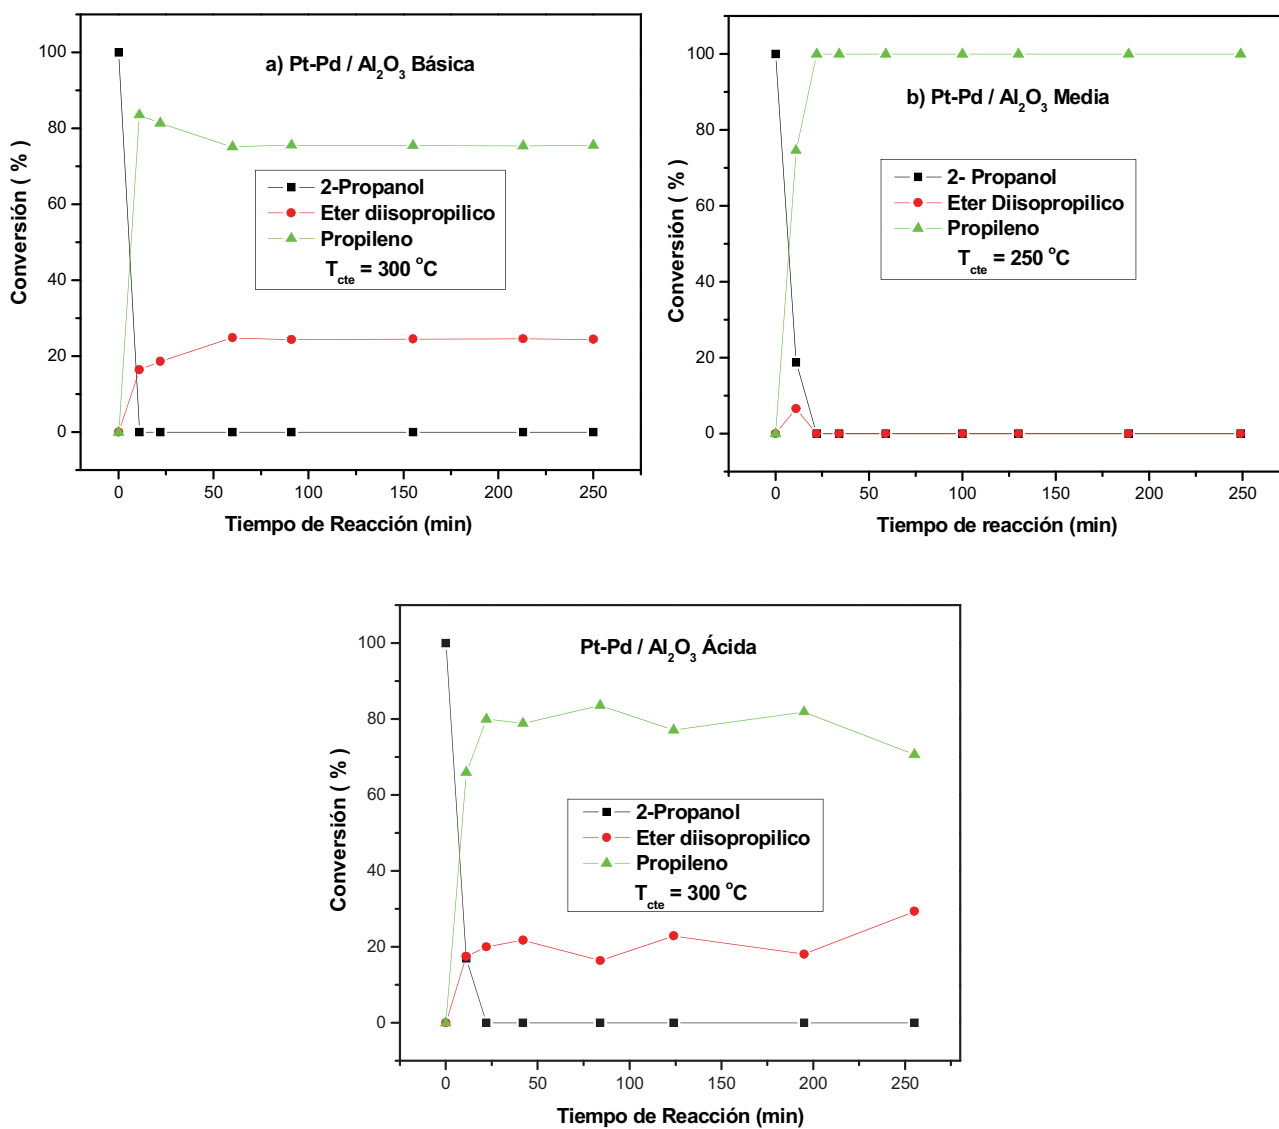 a) Pt-Pd / Al2O3 Básica
Conversión ( % )
100
80
60
40
20
0
2-Propanol
Eter diisopropilico
Propileno
Tcte = 300 °C
0 50 100 150 200 250
Tiempo de Reacción (min)
b) Pt-Pd / Al2O3 Media
Conversión ( % )
100
80
60
40
20
0
2- Propanol
Eter Diisopropilico
Propileno
Tcte = 250 °C
0 50 100 150 200 250
Tiempo de reacción (min)
Pt-Pd / Al2O3 Ácida
Conversión ( % )
100
80
60
40
20
0
2-Propanol
Eter diisopropilico
Propileno
Tcte = 300 °C
0 50 100 150 200 250
Tiempo de Reacción (min)